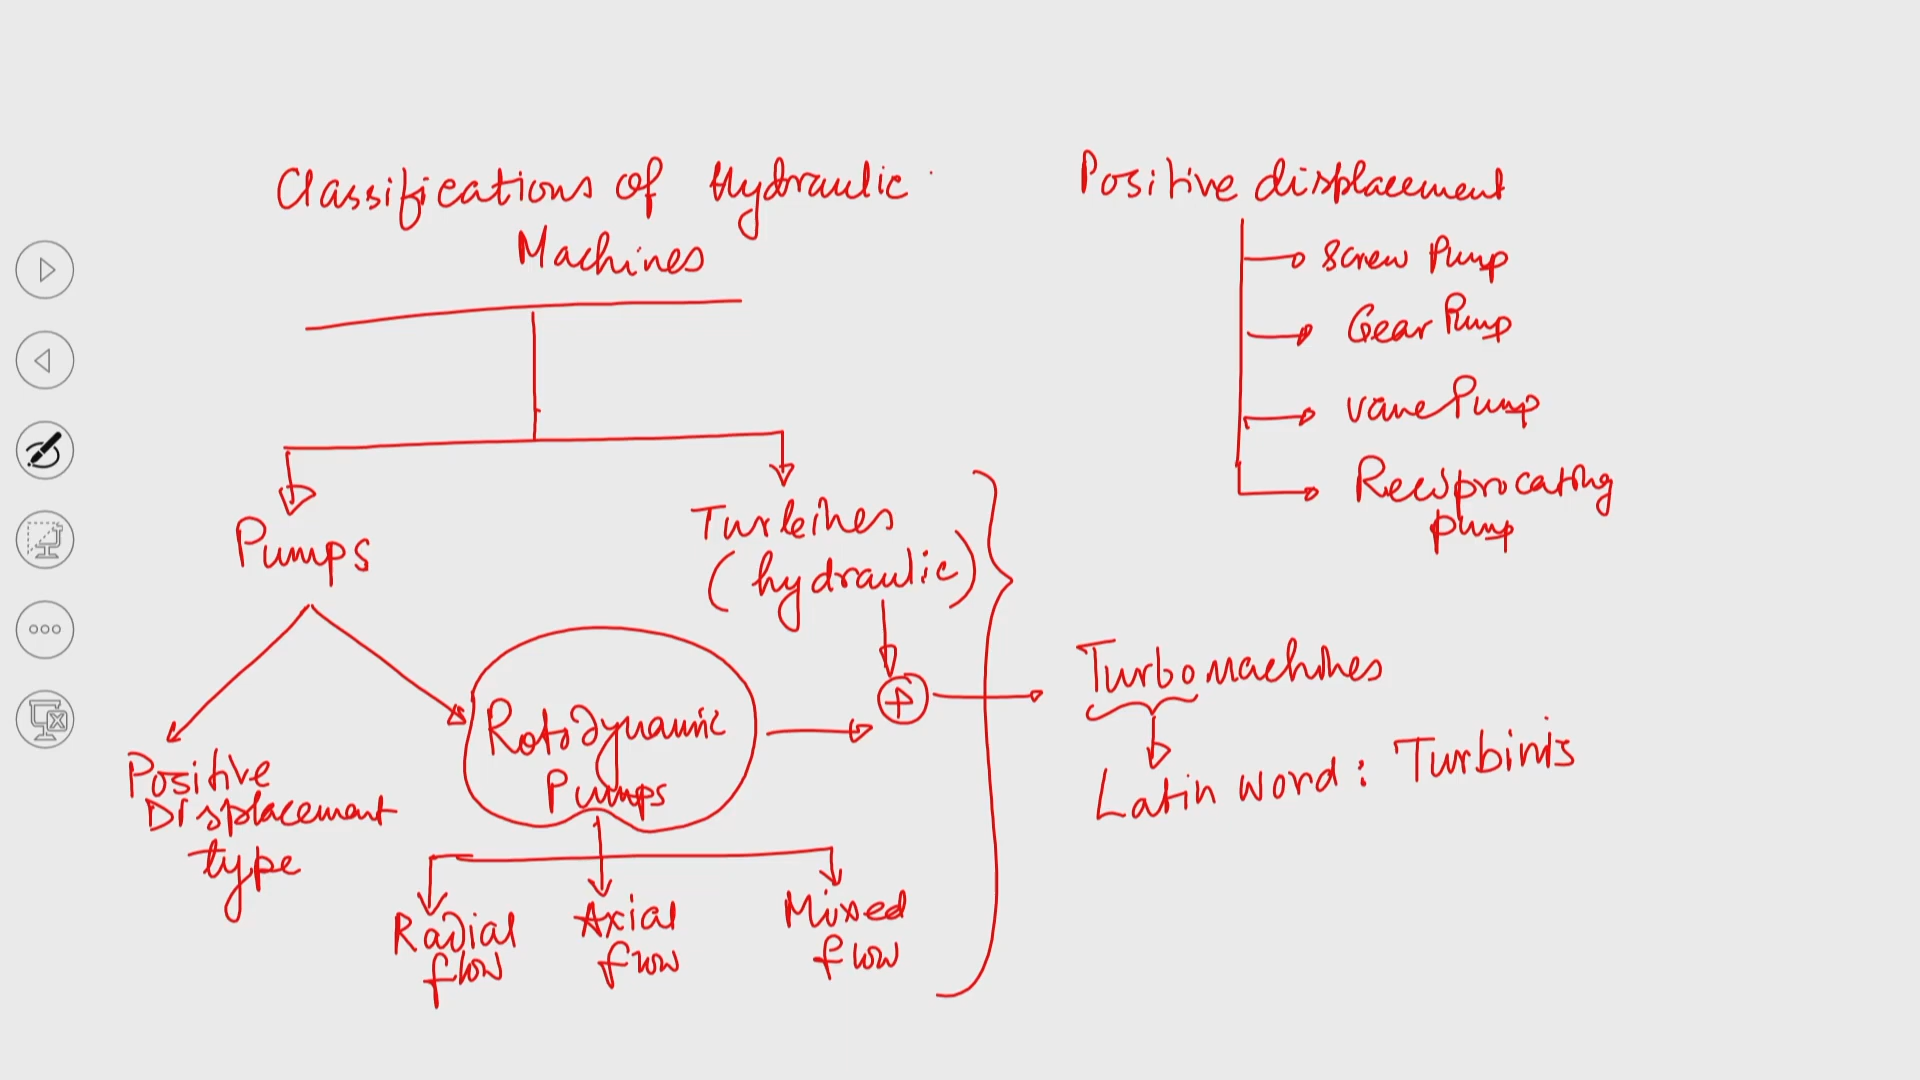 Classifications of Hydraulic
Machines
Pumps
Turbines
(hydraulic)
Positive
Displacement
type
Rotodynamic
Pumps
Radial
flow
Axial
flow
Mixed
flow
Positive displacement
Screw Pump
Gear Pump
Vane Pump
Reciprocating
pump
+
Turbomachines
Latin word: Turbinis